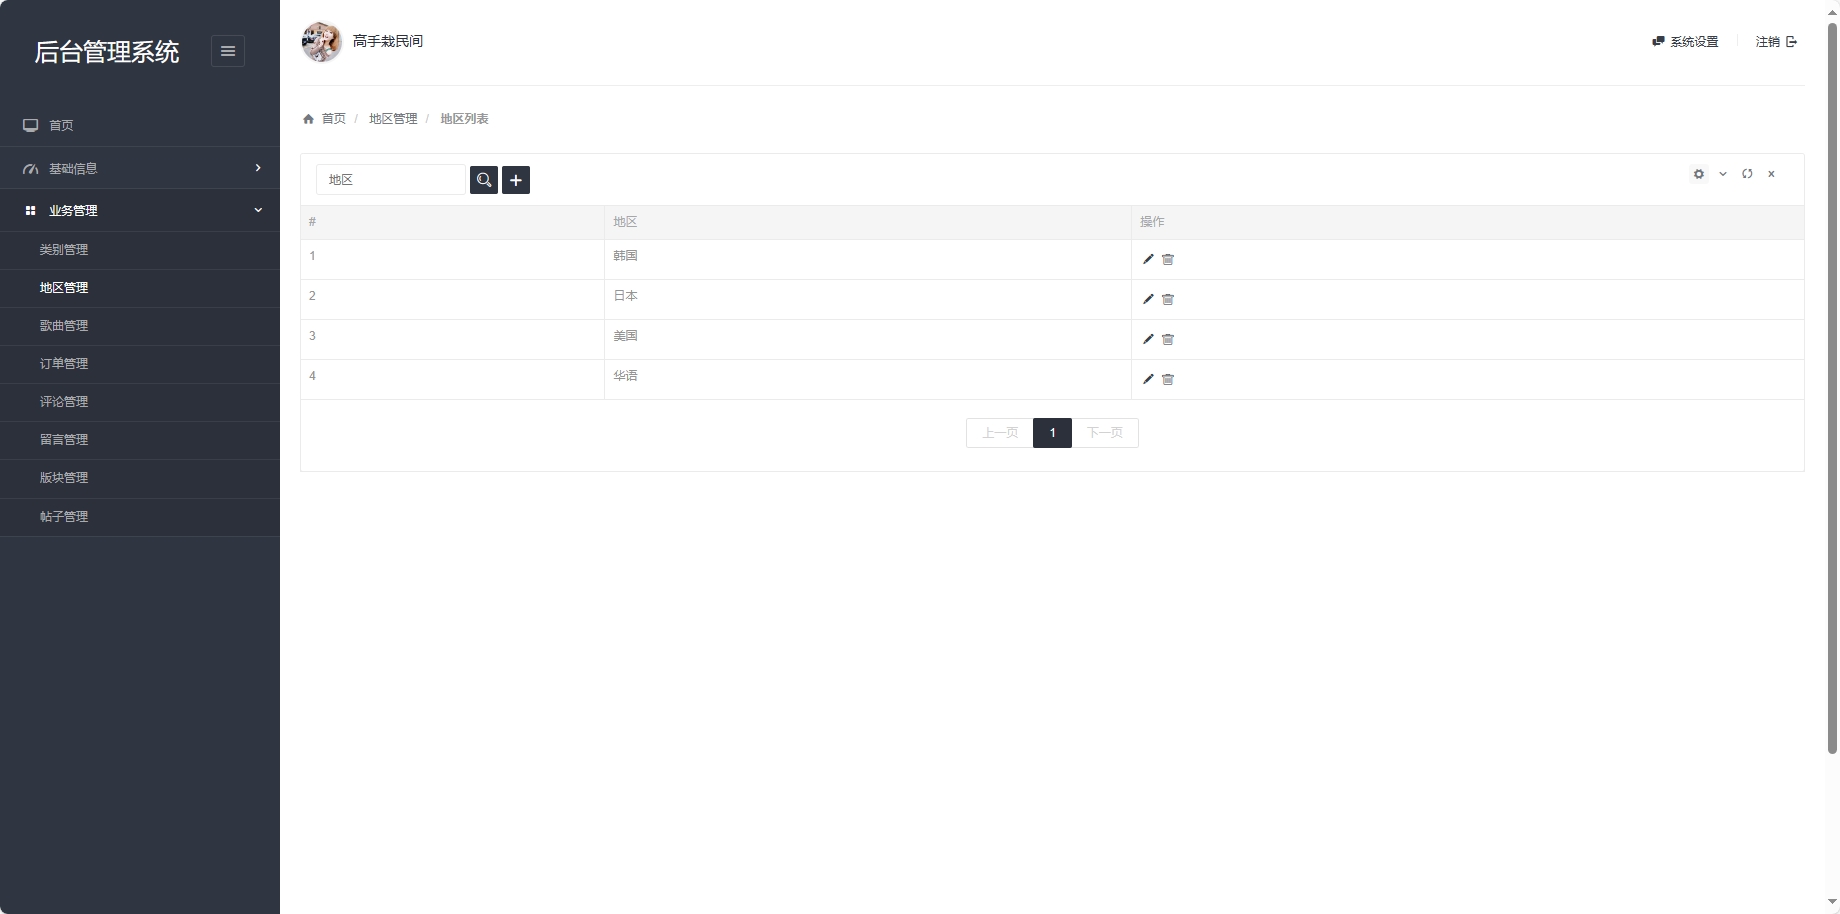 后台管理系统
高手栽民间
系统设置
注销
首页
基础信息
业务管理
类别管理
地区管理
歌曲管理
订单管理
评论管理
留言管理
版块管理
帖子管理
首页 / 地区管理 / 地区列表
地区
# 地区 操作
1 韩国
2 日本
3 美国
4 华语
上一页 1 下一页